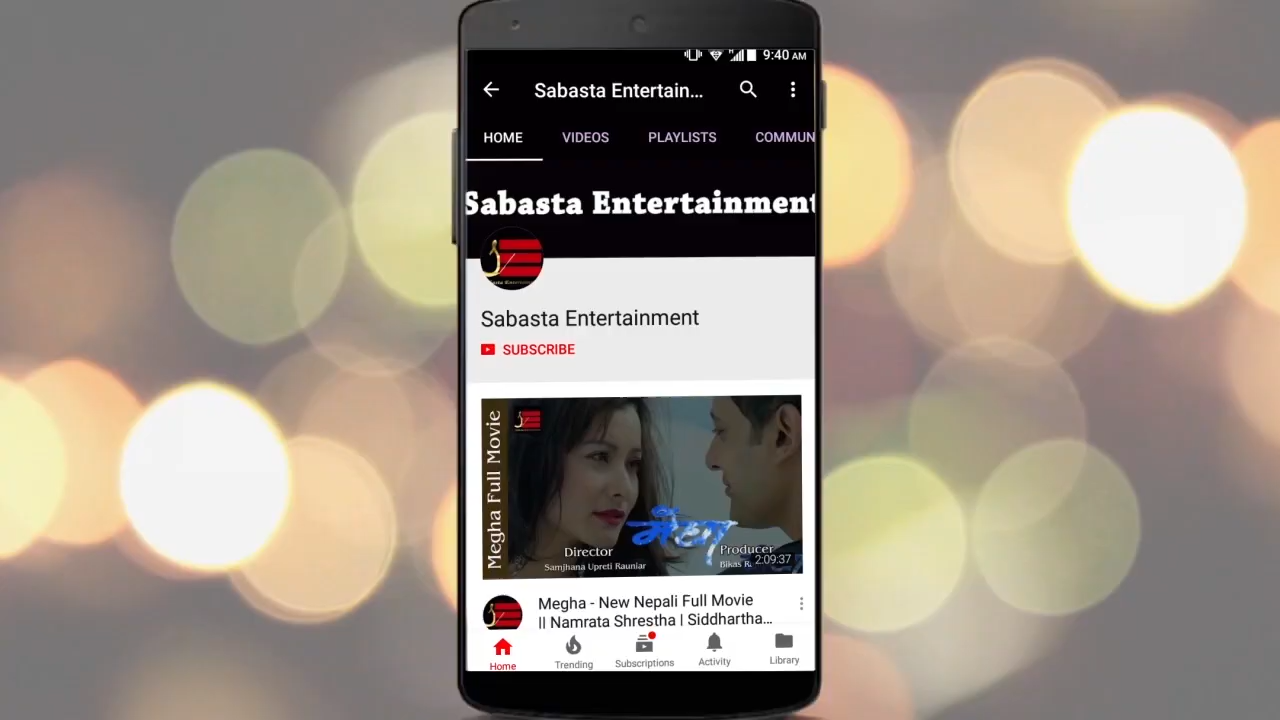 9:40 AM
Sabasta Entertain...
HOME VIDEOS PLAYLISTS COMMUN
Sabasta Entertainment
Sabasta Entertainment
SUBSCRIBE
Megha Full Movie
मेघा
Director
Samjhana Upreti Rauniar
Producer
Bikas R
2:09:37
Megha - New Nepali Full Movie
|| Namrata Shrestha | Siddhartha...
Home Trending Subscriptions Activity Library